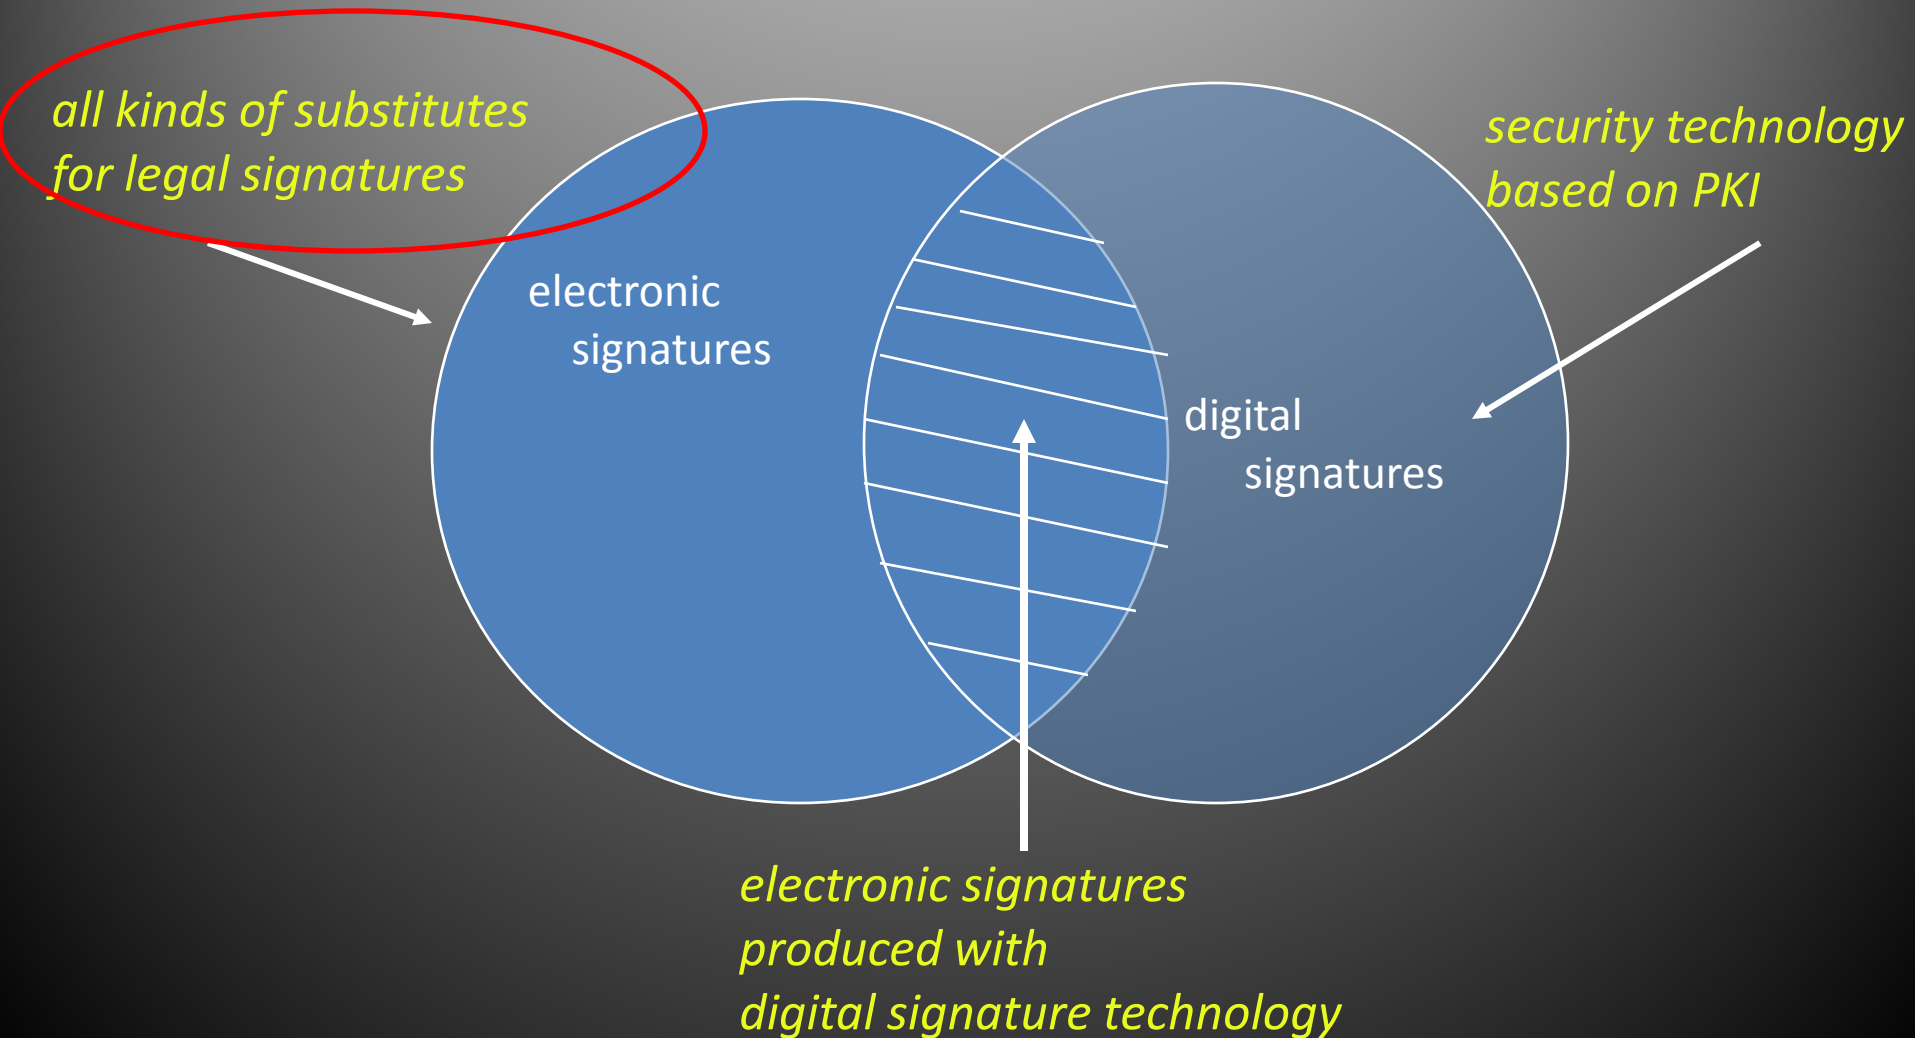 all kinds of substitutes
for legal signatures
security technology
based on PKI
electronic
signatures
digital
signatures
electronic signatures
produced with
digital signature technology